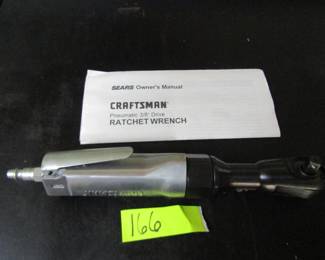 SEARS Owner's Manual
CRAFTSMAN
Pneumatic 3/8" Drive
RATCHET WRENCH
166